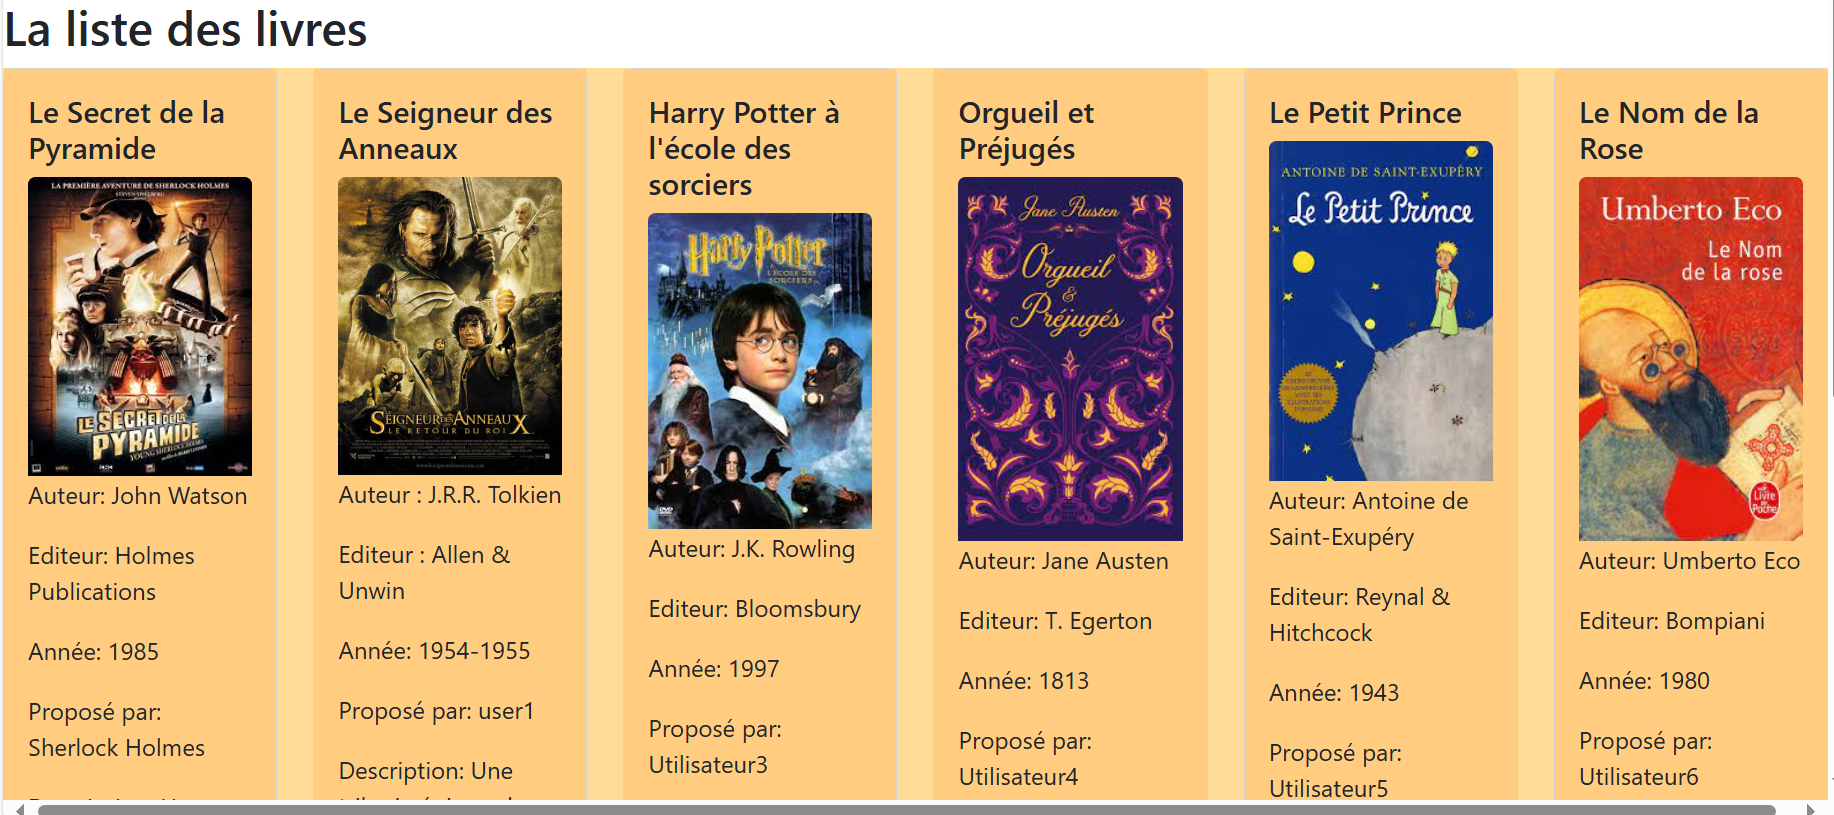 La liste des livres
Le Secret de la
Pyramide
LA PREMIÈRE AVENTURE DE SHERLOCK HOLMES
STEVEN SPIELBERG
LE SECRET DE LA
PYRAMIDE
YOUNG SHERLOCK HOLMES
Auteur: John Watson
Editeur: Holmes
Publications
Année: 1985
Proposé par:
Sherlock Holmes
Le Seigneur des
Anneaux
LE SEIGNEUR DES ANNEAUX
LE RETOUR DU ROI
Auteur : J.R.R. Tolkien
Editeur : Allen &
Unwin
Année: 1954-1955
Proposé par: user1
Description: Une
Harry Potter à
l'école des
sorciers
Harry Potter
À L'ÉCOLE DES
SORCIERS
DVD
Auteur: J.K. Rowling
Editeur: Bloomsbury
Année: 1997
Proposé par:
Utilisateur3
Orgueil et
Préjugés
Jane Austen
Orgueil
&
Préjugés
Auteur: Jane Austen
Editeur: T. Egerton
Année: 1813
Proposé par:
Utilisateur4
Le Petit Prince
ANTOINE DE SAINT-EXUPÉRY
Le Petit Prince
Auteur: Antoine de
Saint-Exupéry
Editeur: Reynal &
Hitchcock
Année: 1943
Proposé par:
Utilisateur5
Le Nom de la
Rose
Umberto Eco
Le Nom
de la rose
Le
Livre
de
Poche
Auteur: Umberto Eco
Editeur: Bompiani
Année: 1980
Proposé par:
Utilisateur6